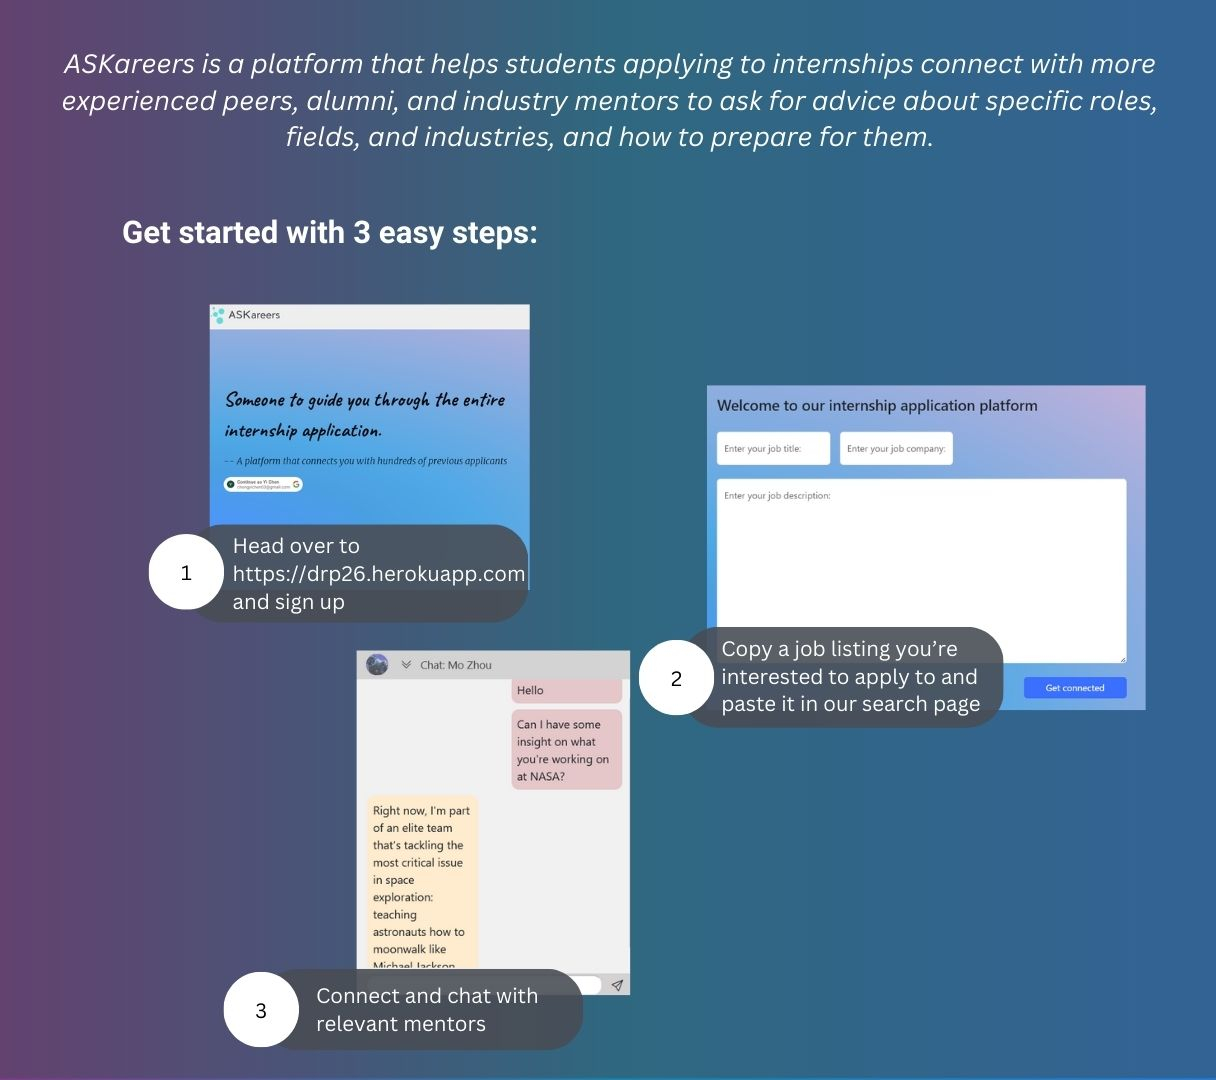 ASKareers is a platform that helps students applying to internships connect with more
experienced peers, alumni, and industry mentors to ask for advice about specific roles,
fields, and industries, and how to prepare for them.
Get started with 3 easy steps:
ASKareers
Someone to guide you through the entire
internship application.
-- A platform that connects you with hundreds of previous applicants
Continue as Yi Chen
G
1
Head over to
https://drp26.herokuapp.com
and sign up
Welcome to our internship application platform
Enter your job title:
Enter your job company:
Enter your job description:
Get connected
2
Copy a job listing you’re
interested to apply to and
paste it in our search page
Chat: Mo Zhou
Hello
Can I have some
insight on what
you're working on
at NASA?
Right now, I'm part
of an elite team
that's tackling the
most critical issue
in space
exploration:
teaching
astronauts how to
moonwalk like
Michael Jackson
3
Connect and chat with
relevant mentors